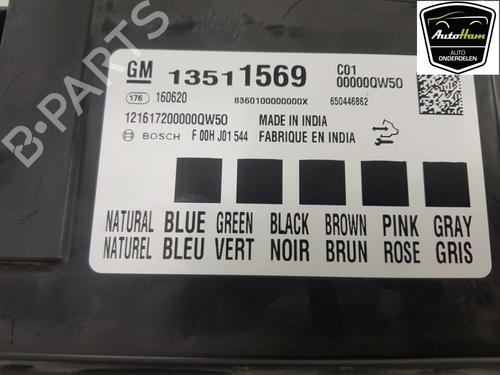 AutoHam
AUTO
ONDERDELEN
B-PARTS
GM 13511569 C01
00000QW50
176 160620 8360100000000X 650446862
121617200000QW50 MADE IN INDIA
BOSCH F 00H J01 544 FABRIQUE EN INDIA
NATURAL BLUE GREEN BLACK BROWN PINK GRAY
NATUREL BLEU VERT NOIR BRUN ROSE GRIS